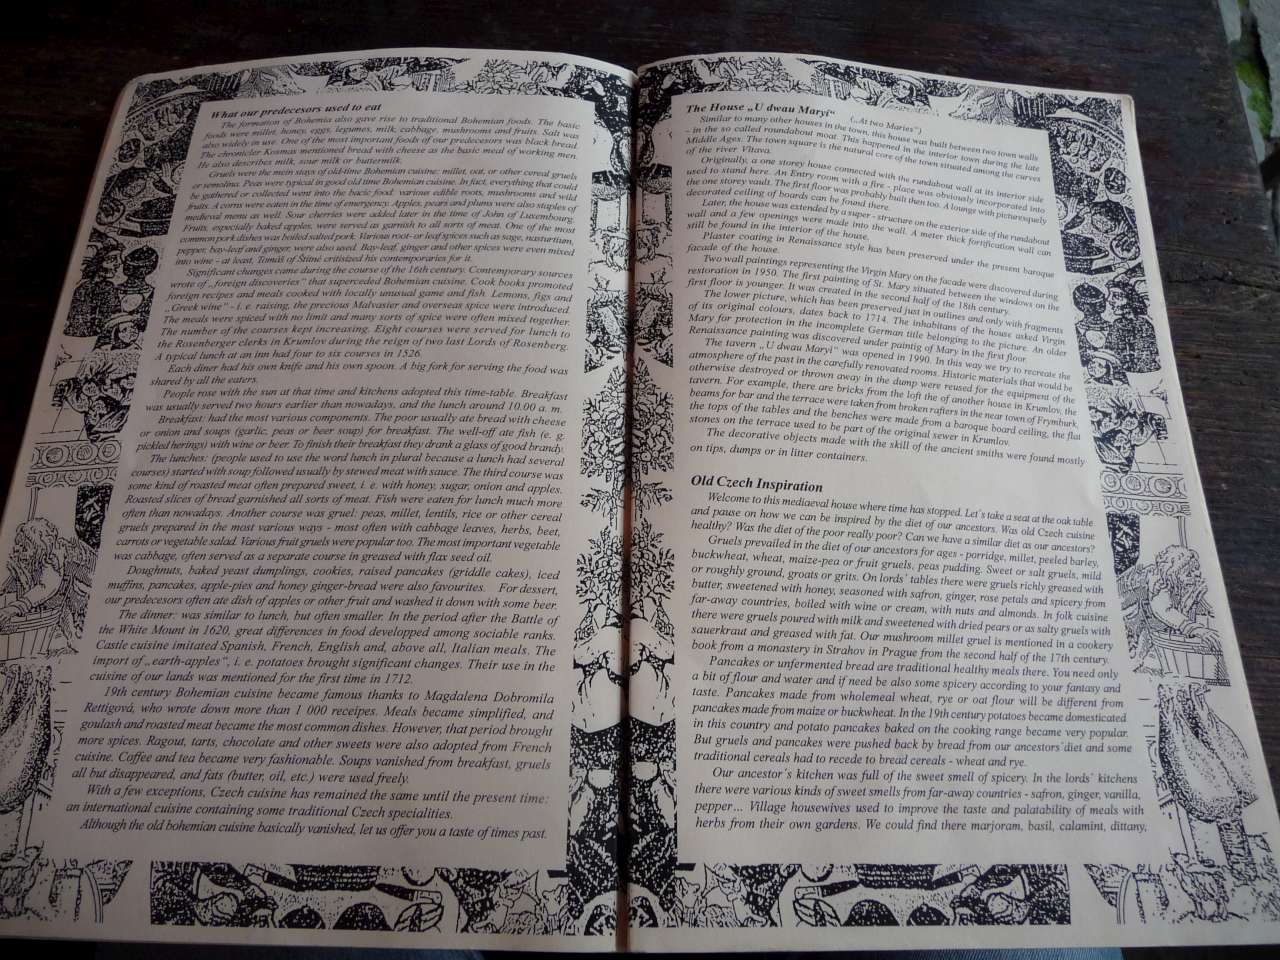 What our predecesors used to eat
The formation of Bohemia also gave rise to traditional Bohemian foods. The basic
foods were millet, honey, eggs, legumes, milk, cabbage, mushrooms and fruits. Salt was
also widely in use. One of the most important foods of our predecesors was black bread.
The chronicler Kosmas mentioned bread with cheese as the basic meal of working men.
He also describes milk, sour milk or buttermilk.
Gruels were the main stays of old-time Bohemian cuisine: millet, oat, or other cereal gruels
or semolina. Peas were typical in good old time Bohemian cuisine. In fact, everything that could
be gathered or collected went into the bacic food: various edible roots, mushrooms and wild
fruits. A corns were eaten in the time of emergency. Apples, pears and plums were also staples of
medieval menu as well. Sour cherries were added later in the time of John of Luxembourg.
Fruits, especially baked apples, were served as garnish to all sorts of meat. One of the most
common pork dishes was boiled salted pork. Various root- or leaf-spices such as sage, nasturtium,
pepper, bay-leaf and ginger, were also used. Bay-leaf, ginger and other spices were even mixed
into wine - at least, Tomáš of Štítné critisized his contemporaries for it.
Significant changes came during the course of the 16th century. Contemporary sources
wrote of „foreign discoveries“ that superceded Bohemian cuisine. Cook books promoted
foreign recipes and meals cooked with locally unusual game and fish. Lemons, figs and
„Greek wine“ - i. e. raising, the precious Malvasier and overseas spice were introduced.
The meals were spiced with no limit and many sorts of spice were often mixed together.
The number of the courses kept increasing. Eight courses were served for lunch to
the Rosenberger clerks in Krumlov during the reign of two last Lords of Rosenberg.
A typical lunch at an inn had four to six courses in 1526.
Each diner had his own knife and his own spoon. A big fork for serving the food was
shared by all the eaters.
People rose with the sun at that time and kitchens adopted this time-table. Breakfast
was usually served two hours earlier than nowadays, and the lunch around 10.00 a. m.
Breakfast: had the most various components. The poor usually ate bread with cheese
or onion and soups (garlic, peas or beer soup) for breakfast. The well-off ate fish (e. g.
pickled herings) with wine or beer. To finish their breakfast they drank a glass of good brandy.
The lunches: (people used to use the word lunch in plural because a lunch had several
courses) started with soup followed usually by stewed meat with sauce. The third course was
some kind of roasted meat often prepared sweet, i. e. with honey, sugar, onion and apples.
Roasted slices of bread garnished all sorts of meat. Fish were eaten for lunch much more
often than nowadays. Another course was gruel: peas, millet, lentils, rice or other cereal
gruels prepared in the most various ways - most often with cabbage leaves, herbs, beet,
carrots or vegetable salad. Various fruit gruels were popular too. The most important vegetable
was cabbage, often served as a separate course in greased with flax seed oil.
Doughnuts, baked yeast dumplings, cookies, raised pancakes (griddle cakes), iced
muffins, pancakes, apple-pies and honey ginger-bread were also favourites. For dessert,
our predecesors often ate dish of apples or other fruit and washed it down with some beer.
The dinner: was similar to lunch, but often smaller. In the period after the Battle of
the White Mount in 1620, great differences in food developped among sociable ranks.
Castle cuisine imitated Spanish, French, English and, above all, Italian meals. The
import of „earth-apples“, i. e. potatoes brought significant changes. Their use in the
cuisine of our lands was mentioned for the first time in 1712.
19th century Bohemian cuisine became famous thanks to Magdalena Dobromila
Rettigová, who wrote down more than 1 000 receipes. Meals became simplified, and
goulash and roasted meat became the most common dishes. However, that period brought
more spices. Ragout, tarts, chocolate and other sweets were also adopted from French
cuisine. Coffee and tea became very fashionable. Soups vanished from breakfast, gruels
all but disappeared, and fats (butter, oil, etc.) were used freely.
With a few exceptions, Czech cuisine has remained the same until the present time:
an international cuisine containing some traditional Czech specialities.
Although the old bohemian cuisine basically vanished, let us offer you a taste of times past.
The House „U dwau Maryí“ („At two Maries“)
Similar to many other houses in the town, this house was built between two town walls
- in the so called roundabout moat. This happened in the interior town during the late
Middle Ages. The town square is the natural core of the town situated among the curves
of the river Vltava.
Originally, a one storey house connected with the rundabout wall at its interior side
used to stand here. An Entry room with a fire - place was obviously incorporated into
the one storey vault. The first floor was probably built then too. A lounge with picturesquely
decorated ceiling of boards can be found there.
Later, the house was extended by a super - structure on the exterior side of the rundabout
wall and a few openings were made into the wall. A meter thick fortification wall can
still be found in the interior of the house.
Plaster coating in Renaissance style has been preserved under the present baroque
facade of the house.
Two wall paintings representing the Virgin Mary on the facade were discovered during
restoration in 1950. The first painting of St. Mary situated between the windows on the
first floor is younger. It was created in the second half of the 18th century.
The lower picture, which has been preserved just in outlines and only with fragments
of its original colours, dates back to 1714. The inhabitans of the house asked Virgin
Mary for protection in the incomplete German title belonging to the picture. An older
Renaissance painting was discovered under paintig of Mary in the first floor.
The tavern „U dwau Maryí“ was opened in 1990. In this way we try to recreate the
atmosphere of the past in the carefully renovated rooms. Historic materials that would be
otherwise destroyed or thrown away in the dump were reused for the equipment of the
tavern. For example, there are bricks from the loft the of another house in Krumlov, the
beams for bar and the terrace were taken from broken rafters in the near town of Frymburk,
the tops of the tables and the benches were made from a baroque board ceiling, the flat
stones on the terrace used to be part of the original sewer in Krumlov.
The decorative objects made with the skill of the ancient smiths were found mostly
on tips, dumps or in litter containers.
Old Czech Inspiration
Welcome to this mediaeval house where time has stopped. Let´s take a seat at the oak table
and pause on how we can be inspired by the diet of our ancestors. Was old Czech cuisine
healthy? Was the diet of the poor really poor? Can we have a similar diet as our ancestors?
Gruels prevailed in the diet of our ancestors for ages - porridge, millet, peeled barley,
buckwheat, wheat, maize-pea or fruit gruels, peas pudding. Sweet or salt gruels, mild
or roughly ground, groats or grits. On lords´ tables there were gruels richly greased with
butter, sweetened with honey, seasoned with safron, ginger, rose petals and spicery from
far-away countries, boiled with wine or cream, with nuts and almonds. In folk cuisine
there were gruels poured with milk and sweetened with dried pears or as salty gruels with
sauerkraut and greased with fat. Our mushroom millet gruel is mentioned in a cookery
book from a monastery in Strahov in Prague from the second half of the 17th century.
Pancakes or unfermented bread are traditional healthy meals there. You need only
a bit of flour and water and if need be also some spicery according to your fantasy and
taste. Pancakes made from wholemeal wheat, rye or oat flour will be different from
pancakes made from maize or buckwheat. In the 19th century potatoes became domesticated
in this country and potato pancakes baked on the cooking range became very popular.
But gruels and pancakes were pushed back by bread from our ancestors´diet and some
traditional cereals had to recede to bread cereals - wheat and rye.
Our ancestor´s kitchen was full of the sweet smell of spicery. In the lords´ kitchens
there were various kinds of sweet smells from far-away countries - safron, ginger, vanilla,
pepper… Village housewives used to improve the taste and palatability of meals with
herbs from their own gardens. We could find there marjoram, basil, calamint, dittany,